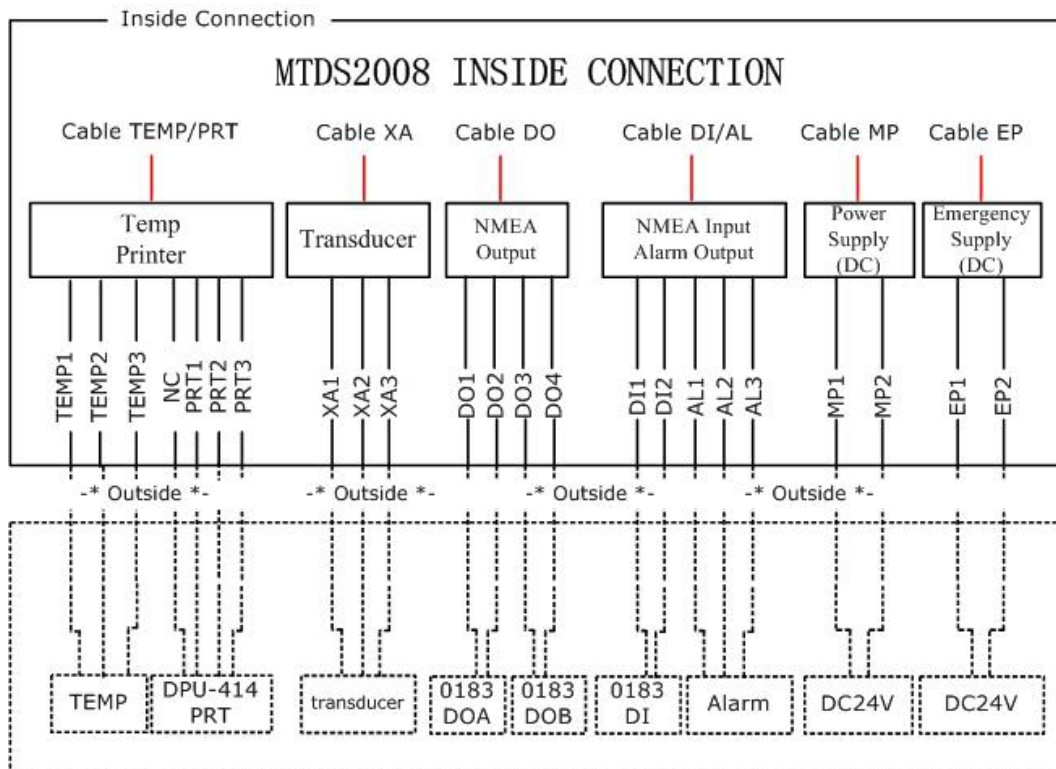 Inside Connection
MTDS2008 INSIDE CONNECTION
Cable TEMP/PRT
Cable XA
Cable DO
Cable DI/AL
Cable MP
Cable EP
Temp
Printer
Transducer
NMEA
Output
NMEA Input
Alarm Output
Power
Supply
(DC)
Emergency
Supply
(DC)
TEMP1
TEMP2
TEMP3
NC
PRT1
PRT2
PRT3
XA1
XA2
XA3
DO1
DO2
DO3
DO4
DI1
DI2
AL1
AL2
AL3
MP1
MP2
EP1
EP2
-* Outside *-
-* Outside *-
-* Outside *-
-* Outside *-
TEMP
DPU-414
PRT
transducer
0183
DOA
0183
DOB
0183
DI
Alarm
DC24V
DC24V